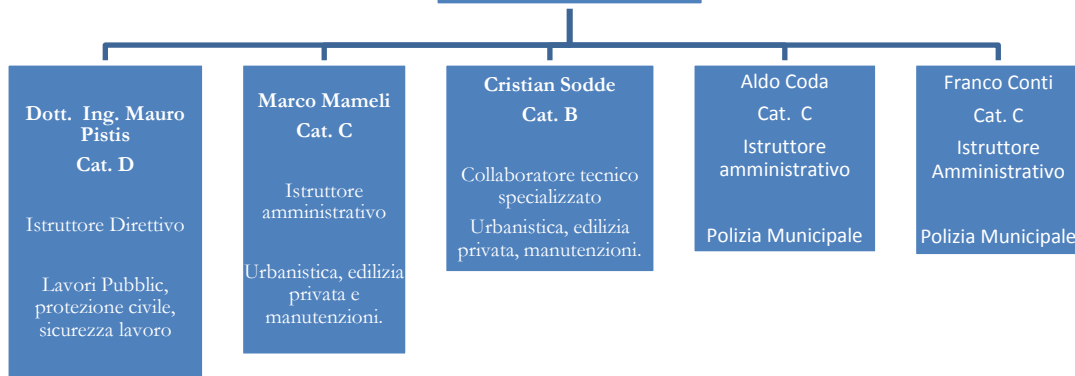 Dott. Ing. Mauro
Pistis
Cat. D
Istruttore Direttivo
Lavori Pubblic,
protezione civile,
sicurezza lavoro
Marco Mameli
Cat. C
Istruttore
amministrativo
Urbanistica, edilizia
privata e
manutenzioni.
Cristian Sodde
Cat. B
Collaboratore tecnico
specializzato
Urbanistica, edilizia
privata, manutenzioni.
Aldo Coda
Cat. C
Istruttore
amministrativo
Polizia Municipale
Franco Conti
Cat. C
Istruttore
Amministrativo
Polizia Municipale